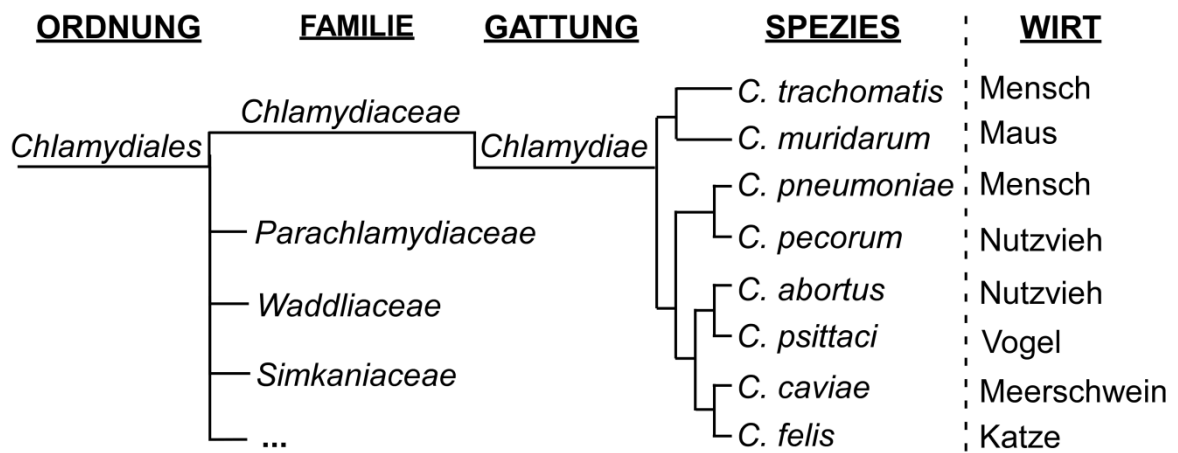 ORDNUNG FAMILIE GATTUNG SPEZIES WIRT
Chlamydiales
Chlamydiaceae
Parachlamydiaceae
Waddliaceae
Simkaniaceae
...
Chlamydiae
C. trachomatis Mensch
C. muridarum Maus
C. pneumoniae Mensch
C. pecorum Nutzvieh
C. abortus Nutzvieh
C. psittaci Vogel
C. caviae Meerschwein
C. felis Katze